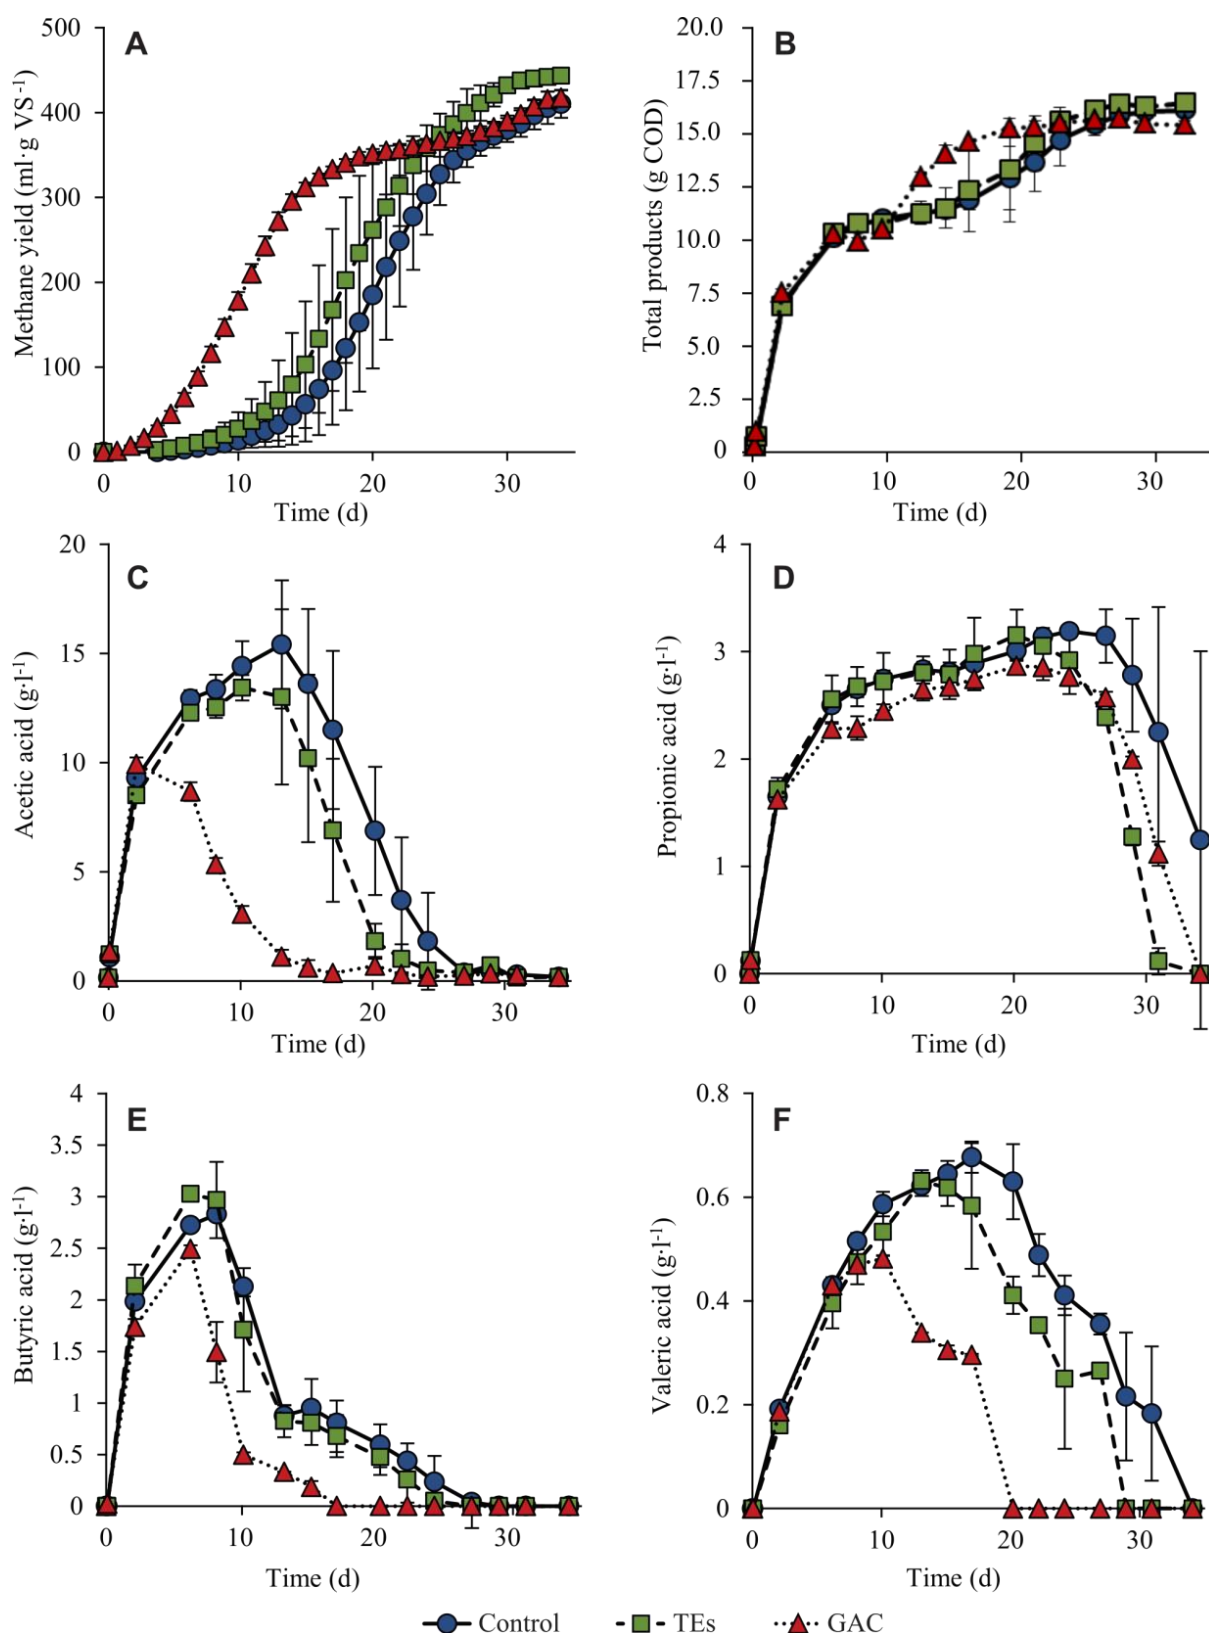 A
Methane yield (ml·g VS⁻¹)
500
400
300
200
100
0
0 10 20 30
Time (d)
B
Total products (g COD)
20.0
17.5
15.0
12.5
10.0
7.5
5.0
2.5
0
0 10 20 30
Time (d)
C
Acetic acid (g·l⁻¹)
20
15
10
5
0
0 10 20 30
Time (d)
D
Propionic acid (g·l⁻¹)
4
3
2
1
0
0 10 20 30
Time (d)
E
Butyric acid (g·l⁻¹)
4
3.5
3
2.5
2
1.5
1
0.5
0
0 10 20 30
Time (d)
F
Valeric acid (g·l⁻¹)
0.8
0.6
0.4
0.2
0
0 10 20 30
Time (d)
Control TEs GAC